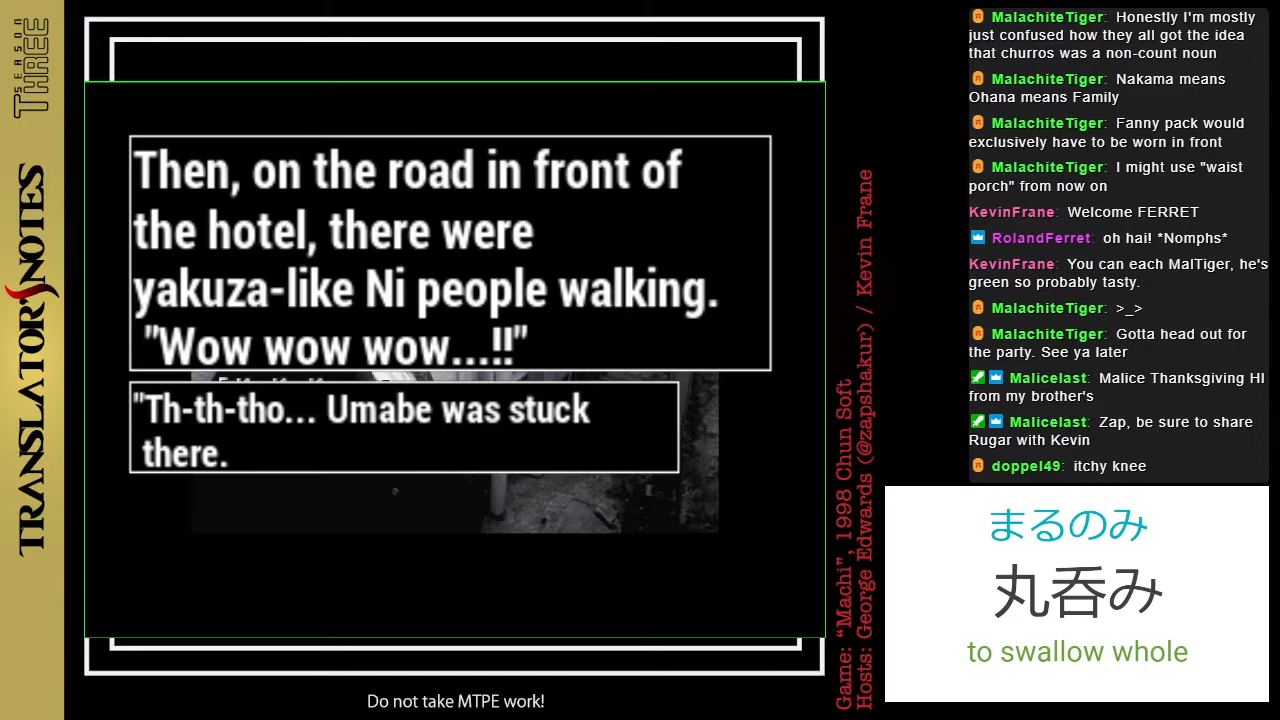 SEASON
THREE
TRANSLATOR'S NOTES
Then, on the road in front of
the hotel, there were
yakuza-like Ni people walking.
"Wow wow wow...!!"
"Th-th-tho... Umabe was stuck
there.
Do not take MTPE work!
Game: "Machi", 1998 Chun Soft
Hosts: George Edwards (@zapshakur) / Kevin Frane
MalachiteTiger: Honestly I'm mostly
just confused how they all got the idea
that churros was a non-count noun
MalachiteTiger: Nakama means
Ohana means Family
MalachiteTiger: Fanny pack would
exclusively have to be worn in front
MalachiteTiger: I might use "waist
porch" from now on
KevinFrane: Welcome FERRET
RolandFerret: oh hai! *Nomphs*
KevinFrane: You can each MalTiger, he's
green so probably tasty.
MalachiteTiger: >_>
MalachiteTiger: Gotta head out for
the party. See ya later
Malicelast: Malice Thanksgiving HI
from my brother's
Malicelast: Zap, be sure to share
Rugar with Kevin
doppel49: itchy knee
まるのみ
丸呑み
to swallow whole